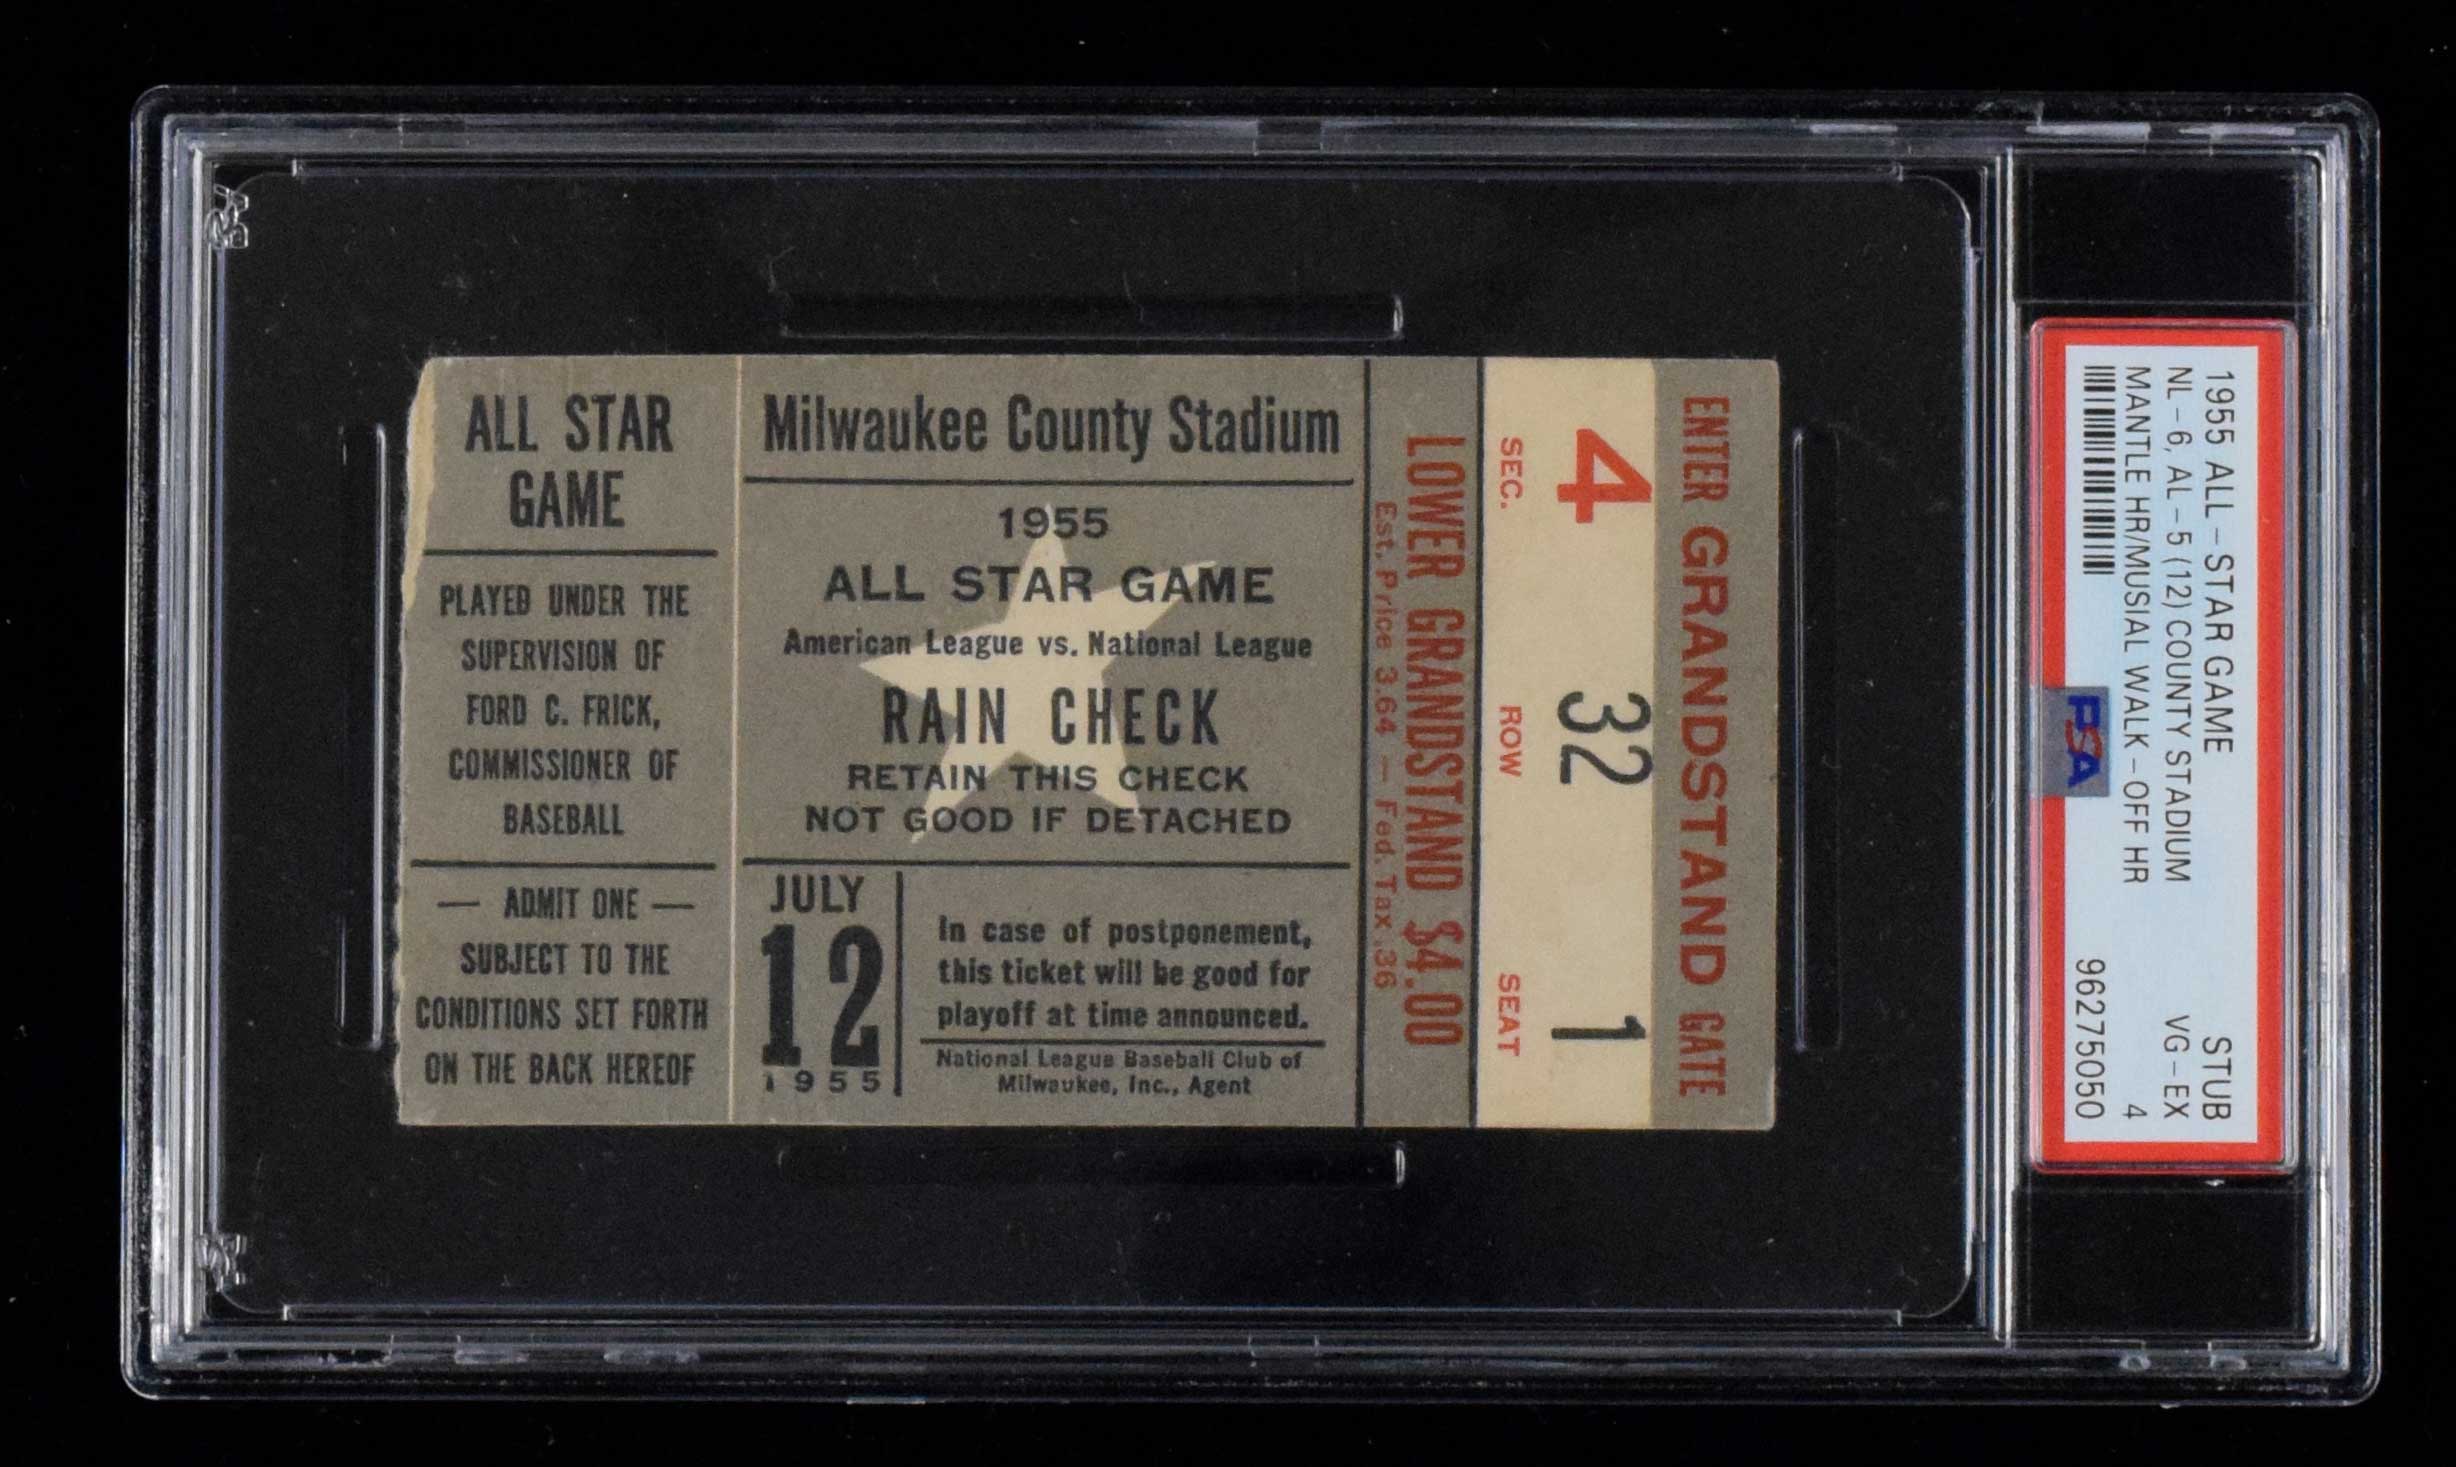 ALL STAR
GAME
PLAYED UNDER THE
SUPERVISION OF
FORD C. FRICK,
COMMISSIONER OF
BASEBALL
— ADMIT ONE —
SUBJECT TO THE
CONDITIONS SET FORTH
ON THE BACK HEREOF
Milwaukee County Stadium
1955
ALL STAR GAME
American League vs. National League
RAIN CHECK
RETAIN THIS CHECK
NOT GOOD IF DETACHED
JULY
12
1955
In case of postponement,
this ticket will be good for
playoff at time announced.
National League Baseball Club of
Milwaukee, Inc., Agent
LOWER GRANDSTAND $4.00
Est. Price 3.64 — Fed. Tax .36
4 32 1
SEC. ROW SEAT
ENTER GRANDSTAND GATE
1955 ALL-STAR GAME STUB
NL-6, AL-5 (12) COUNTY STADIUM VG-EX
MANTLE HR/MUSIAL WALK-OFF HR 4
PSA 96275050